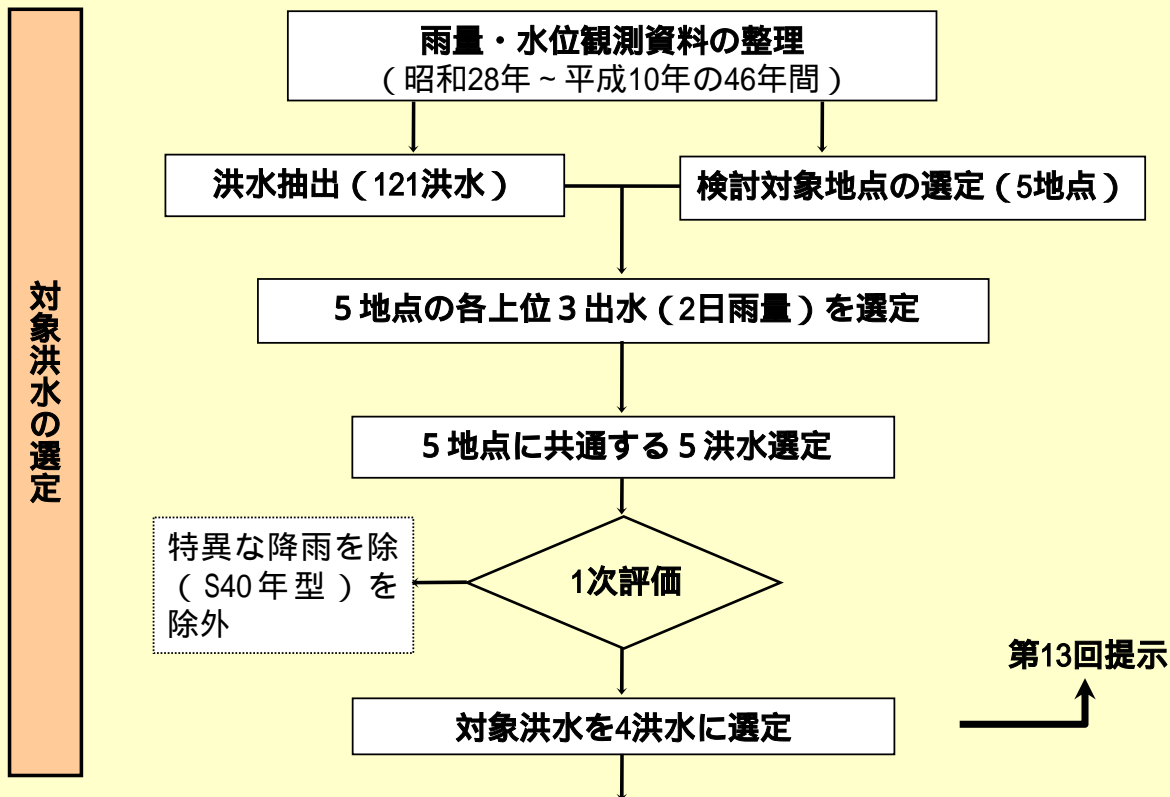 対象洪水の選定
雨量・水位観測資料の整理
（昭和28年~平成10年の46年間）
洪水抽出（121洪水）
検討対象地点の選定（5地点）
５地点の各上位３出水（2日雨量）を選定
５地点に共通する５洪水選定
特異な降雨を除
（S40年型）を
除外
1次評価
第13回提示
対象洪水を4洪水に選定